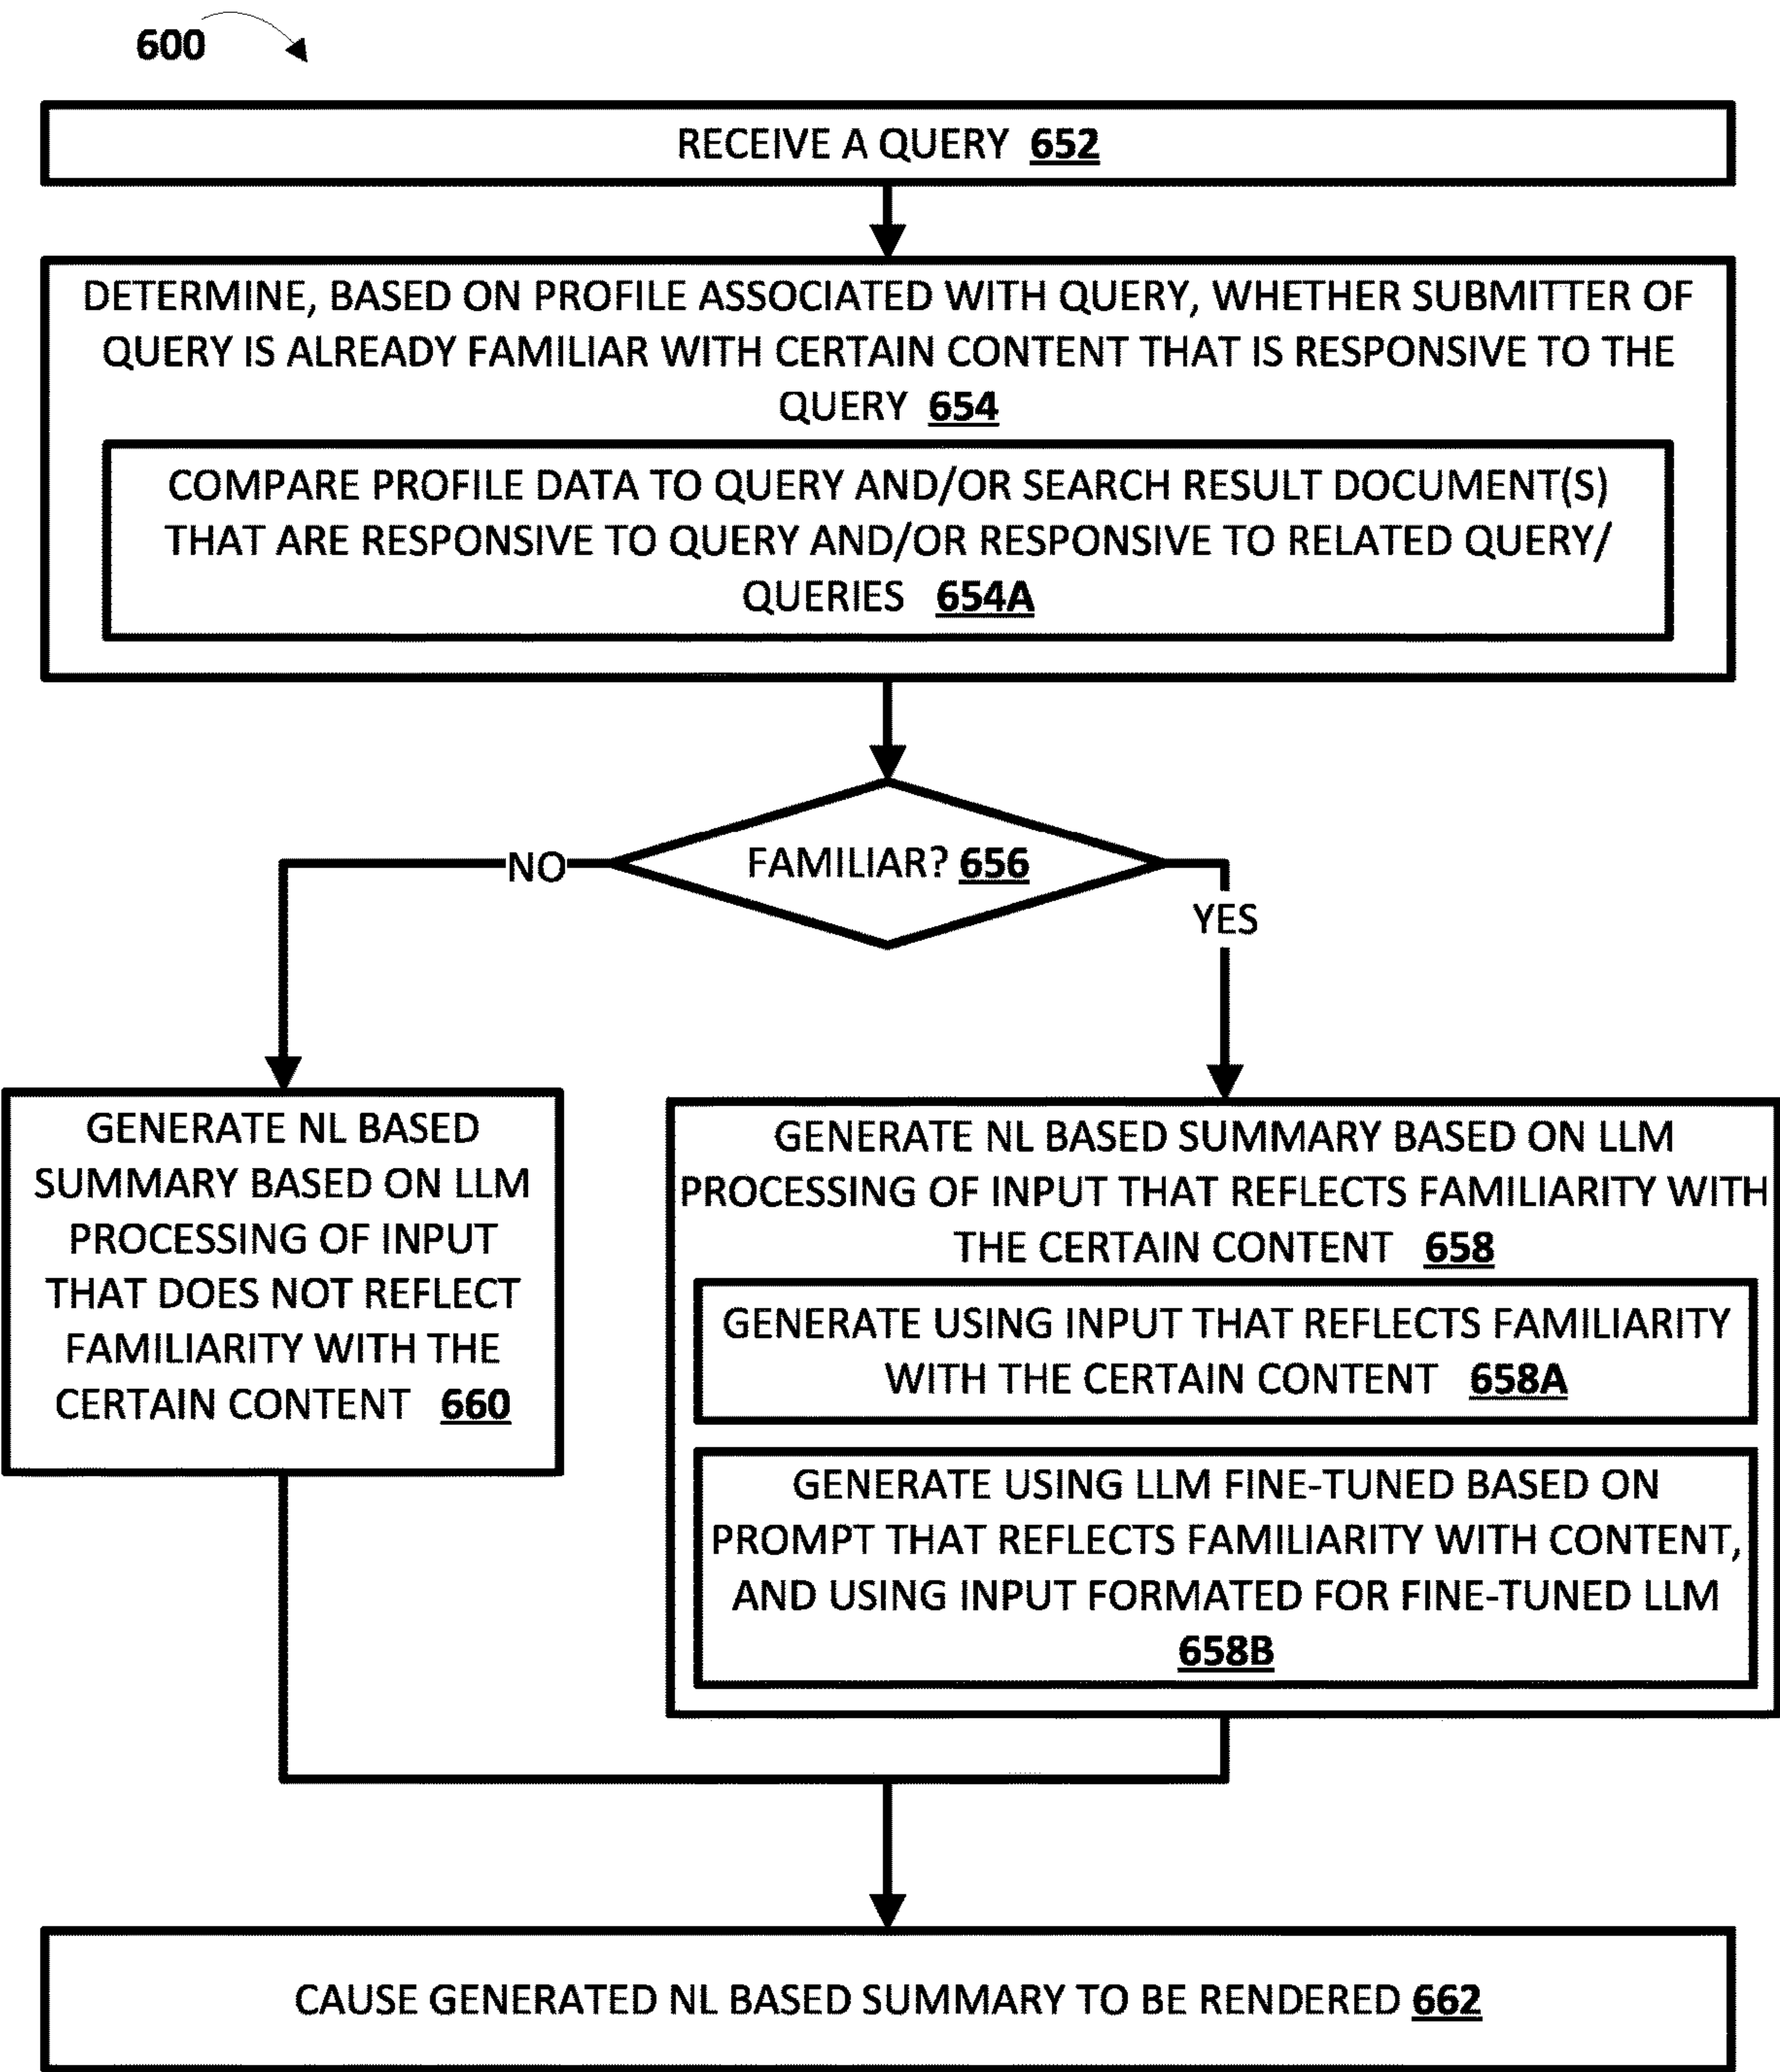 600
RECEIVE A QUERY 652
DETERMINE, BASED ON PROFILE ASSOCIATED WITH QUERY, WHETHER SUBMITTER OF
QUERY IS ALREADY FAMILIAR WITH CERTAIN CONTENT THAT IS RESPONSIVE TO THE
QUERY 654
COMPARE PROFILE DATA TO QUERY AND/OR SEARCH RESULT DOCUMENT(S)
THAT ARE RESPONSIVE TO QUERY AND/OR RESPONSIVE TO RELATED QUERY/
QUERIES 654A
FAMILIAR? 656
NO
YES
GENERATE NL BASED
SUMMARY BASED ON LLM
PROCESSING OF INPUT
THAT DOES NOT REFLECT
FAMILIARITY WITH THE
CERTAIN CONTENT 660
GENERATE NL BASED SUMMARY BASED ON LLM
PROCESSING OF INPUT THAT REFLECTS FAMILIARITY WITH
THE CERTAIN CONTENT 658
GENERATE USING INPUT THAT REFLECTS FAMILIARITY
WITH THE CERTAIN CONTENT 658A
GENERATE USING LLM FINE-TUNED BASED ON
PROMPT THAT REFLECTS FAMILIARITY WITH CONTENT,
AND USING INPUT FORMATED FOR FINE-TUNED LLM
658B
CAUSE GENERATED NL BASED SUMMARY TO BE RENDERED 662